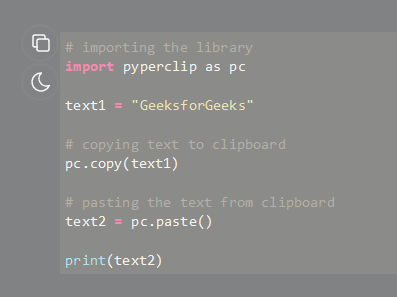 # importing the library
import pyperclip as pc
text1 = "GeeksforGeeks"
# copying text to clipboard
pc.copy(text1)
# pasting the text from clipboard
text2 = pc.paste()
print(text2)